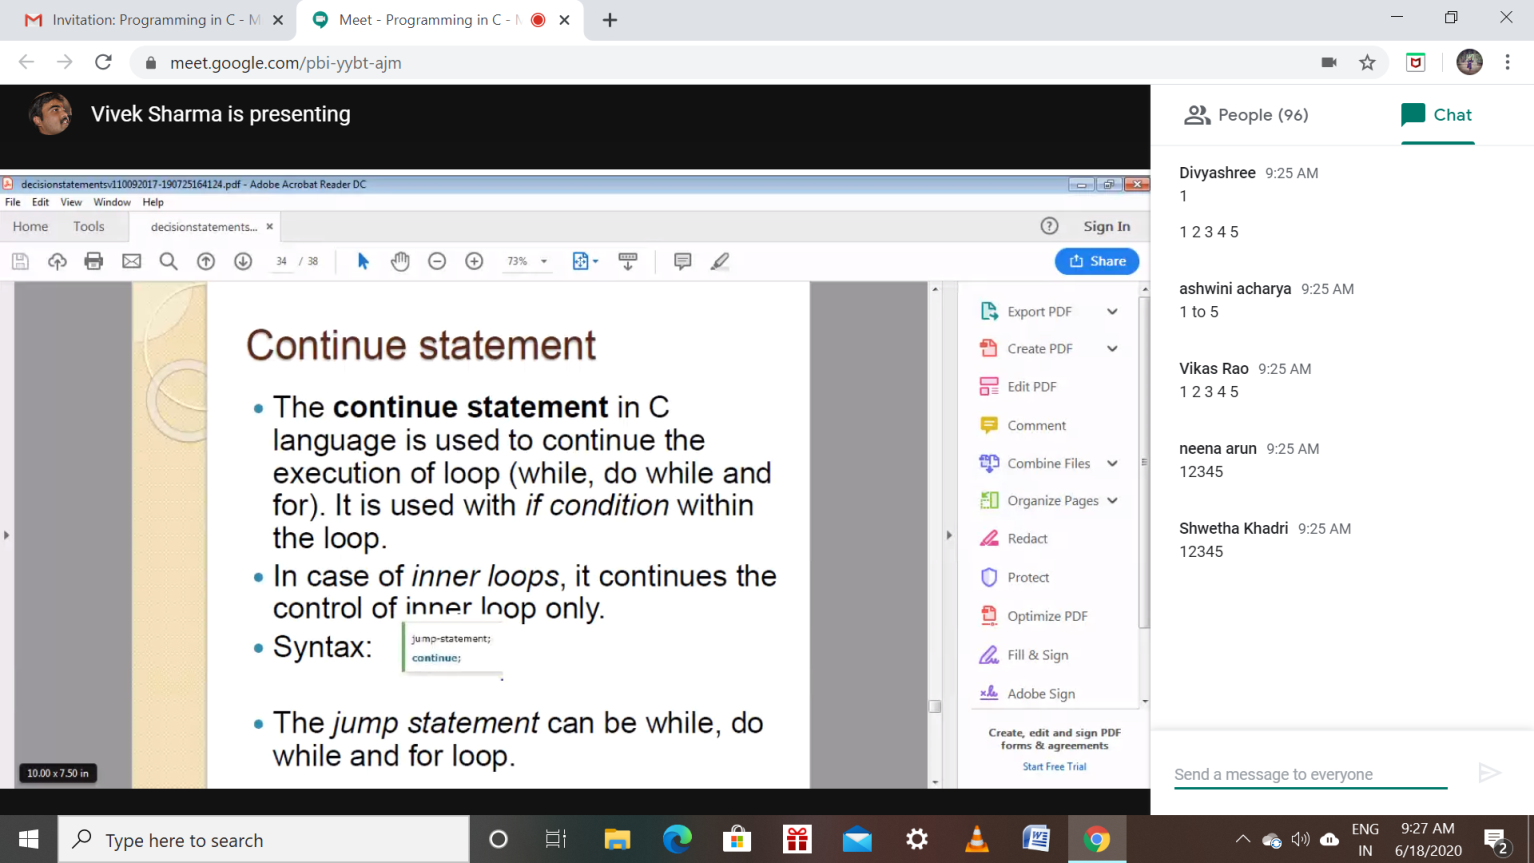 Invitation: Programming in C - M
Meet - Programming in C - M
meet.google.com/pbi-yybt-ajm
Vivek Sharma is presenting
People (96)
Chat
decisionstatementsv110092017-190725164124.pdf - Adobe Acrobat Reader DC
File Edit View Window Help
Home Tools decisionstatements... Sign In
34 / 38 73% Share
Continue statement
The continue statement in C
language is used to continue the
execution of loop (while, do while and
for). It is used with if condition within
the loop.
In case of inner loops, it continues the
control of inner loop only.
Syntax:
jump-statement;
continue;
The jump statement can be while, do
while and for loop.
10.00 x 7.50 in
Export PDF
Create PDF
Edit PDF
Comment
Combine Files
Organize Pages
Redact
Protect
Optimize PDF
Fill & Sign
Adobe Sign
Create, edit and sign PDF
forms & agreements
Start Free Trial
Divyashree 9:25 AM
1
1 2 3 4 5
ashwini acharya 9:25 AM
1 to 5
Vikas Rao 9:25 AM
1 2 3 4 5
neena arun 9:25 AM
12345
Shwetha Khadri 9:25 AM
12345
Send a message to everyone
Type here to search
ENG
IN
9:27 AM
6/18/2020
2